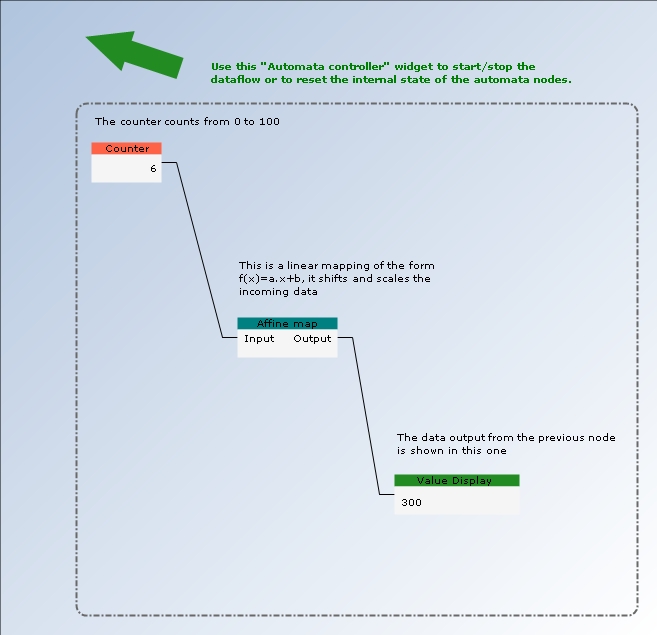 Use this "Automata controller" widget to start/stop the
dataflow or to reset the internal state of the automata nodes.
The counter counts from 0 to 100
Counter
6
This is a linear mapping of the form
f(x)=a.x+b, it shifts and scales the
incoming data
Affine map
Input Output
The data output from the previous node
is shown in this one
Value Display
300